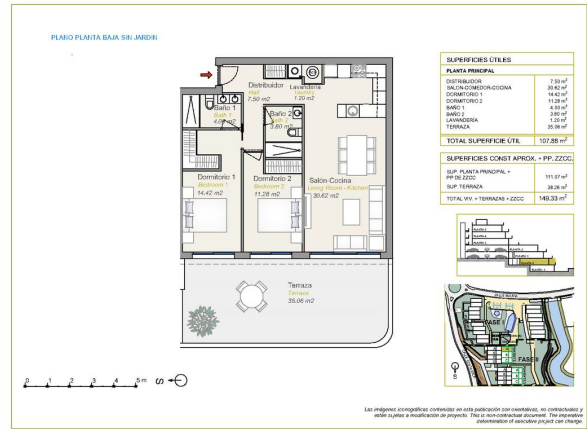 PLANO PLANTA BAJA SIN JARDIN
Distribuidor
Hall
7.50 m2
Lavandería
Laundry
1.20 m2
Baño 1
Bath 1
Baño 2
Bath 2
3.80 m2
Dormitorio 1
Bedroom 1
14.42 m2
Dormitorio 2
Bedroom 2
11.28 m2
Salón-Cocina
Living Room - Kitchen
30.62 m2
Terraza
Terrace
35.06 m2
0 1 2 3 4 5 m
S
SUPERFICIES ÚTILES
PLANTA PRINCIPAL
DISTRIBUIDOR 7.50 m²
SALON-COMEDOR-COCINA 30.62 m²
DORMITORIO 1 14.42 m²
DORMITORIO 2 11.28 m²
BAÑO 1 4.00 m²
BAÑO 2 3.80 m²
LAVANDERÍA 1.20 m²
TERRAZA 35.06 m²
TOTAL SUPERFICIE ÚTIL 107.88 m²
SUPERFICIES CONST APROX. + PP. ZZCC.
SUP. PLANTA PRINCIPAL +
PP DE ZZCC 111.07 m²
SUP. TERRAZA 38.26 m²
TOTAL VIV. + TERRAZAS + ZZCC 149.33 m²
FASE I
FASE II
S
Las imágenes iconográficas contenidas en esta publicación son orientativas, no contractuales y
están sujetas a modificación de proyecto. This is non-contractual document. The imperative
determination of executive project can change.